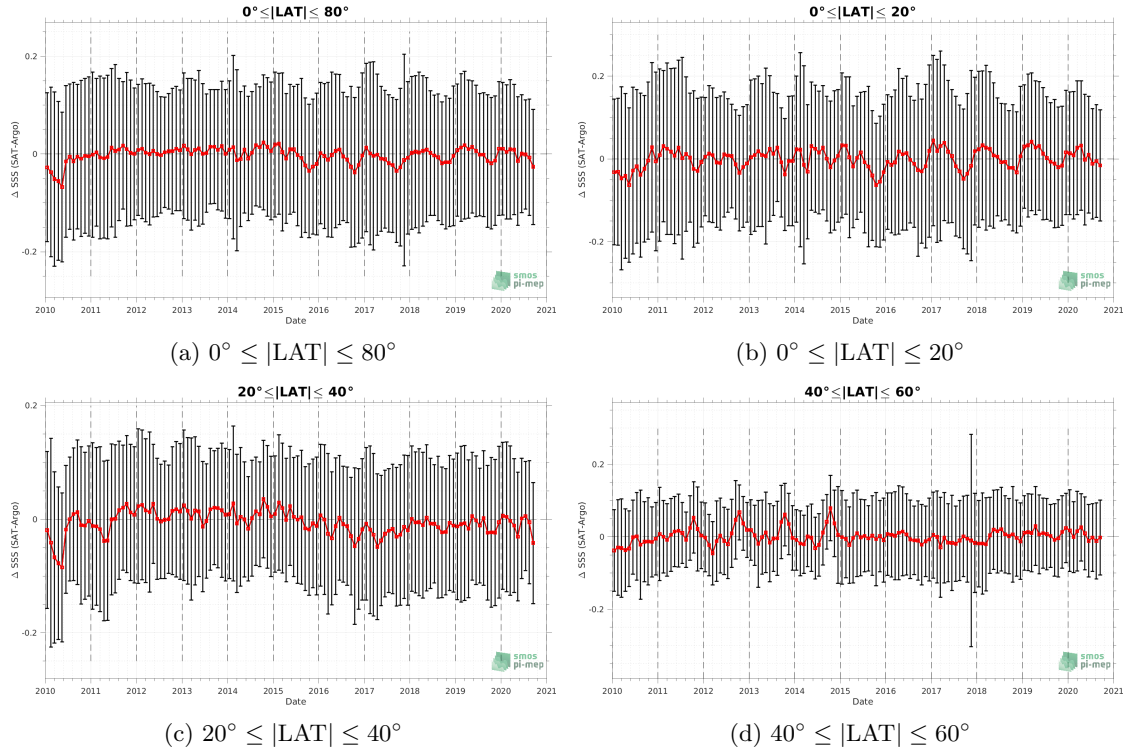 0°≤|LAT|≤ 80°
Δ SSS (SAT-Argo)
0.2
0
-0.2
2010 2011 2012 2013 2014 2015 2016 2017 2018 2019 2020 2021
Date
smos
pi-mep
(a) 0° ≤ |LAT| ≤ 80°
0°≤|LAT|≤ 20°
Δ SSS (SAT-Argo)
0.2
0
-0.2
2010 2011 2012 2013 2014 2015 2016 2017 2018 2019 2020 2021
Date
smos
pi-mep
(b) 0° ≤ |LAT| ≤ 20°
20°≤|LAT|≤ 40°
Δ SSS (SAT-Argo)
0.2
0
-0.2
2010 2011 2012 2013 2014 2015 2016 2017 2018 2019 2020 2021
Date
smos
pi-mep
(c) 20° ≤ |LAT| ≤ 40°
40°≤|LAT|≤ 60°
Δ SSS (SAT-Argo)
0.2
0
-0.2
2010 2011 2012 2013 2014 2015 2016 2017 2018 2019 2020 2021
Date
smos
pi-mep
(d) 40° ≤ |LAT| ≤ 60°